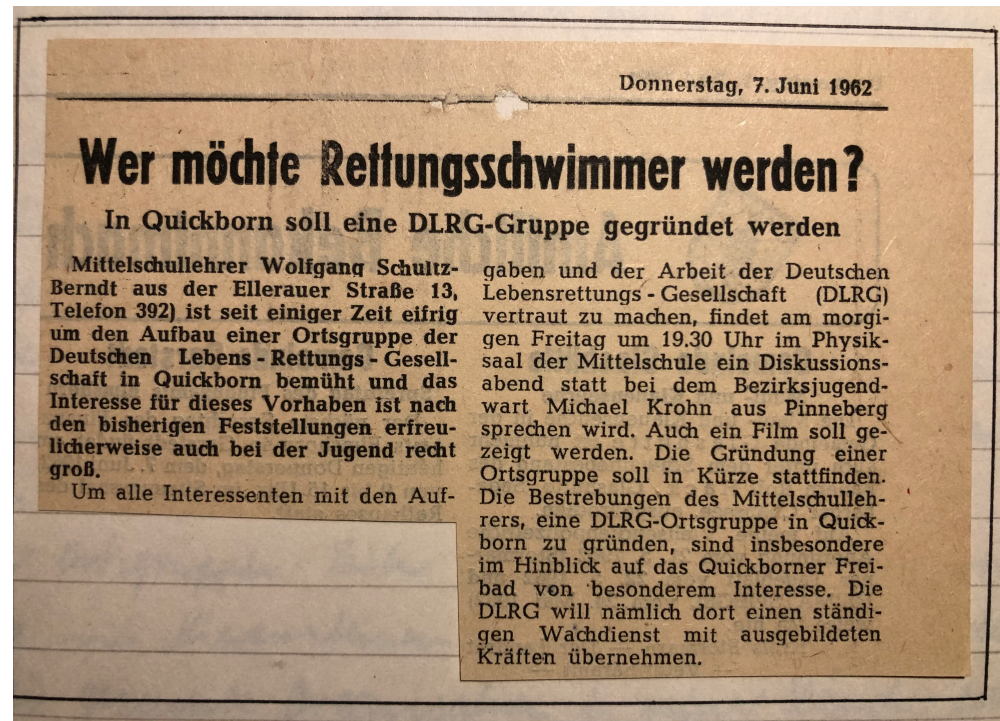 Donnerstag, 7. Juni 1962
Wer möchte Rettungsschwimmer werden?
In Quickborn soll eine DLRG-Gruppe gegründet werden
Mittelschullehrer Wolfgang Schultz-
Berndt aus der Ellerauer Straße 13,
Telefon 392) ist seit einiger Zeit eifrig
um den Aufbau einer Ortsgruppe der
Deutschen Lebens-Rettungs-Gesell-
schaft in Quickborn bemüht und das
Interesse für dieses Vorhaben ist nach
den bisherigen Feststellungen erfreu-
licherweise auch bei der Jugend recht
groß.
Um alle Interessenten mit den Auf-
gaben und der Arbeit der Deutschen
Lebensrettungs-Gesellschaft (DLRG)
vertraut zu machen, findet am morgi-
gen Freitag um 19.30 Uhr im Physik-
saal der Mittelschule ein Diskussions-
abend statt bei dem Bezirksjugend-
wart Michael Krohn aus Pinneberg
sprechen wird. Auch ein Film soll ge-
zeigt werden. Die Gründung einer
Ortsgruppe soll in Kürze stattfinden.
Die Bestrebungen des Mittelschulleh-
rers, eine DLRG-Ortsgruppe in Quick-
born zu gründen, sind insbesondere
im Hinblick auf das Quickborner Frei-
bad von besonderem Interesse. Die
DLRG will nämlich dort einen ständi-
gen Wachdienst mit ausgebildeten
Kräften übernehmen.